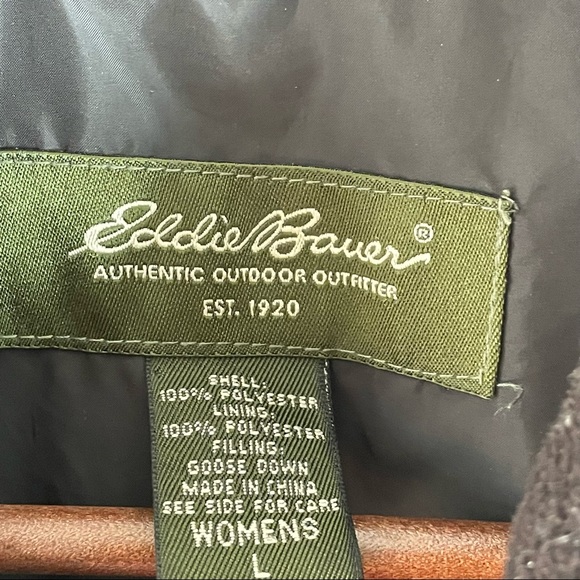 Eddie Bauer®
AUTHENTIC OUTDOOR OUTFITTER
EST. 1920
SHELL:
100% POLYESTER
LINING:
100% POLYESTER
FILLING:
GOOSE DOWN
MADE IN CHINA
SEE SIDE FOR CARE
WOMENS
L